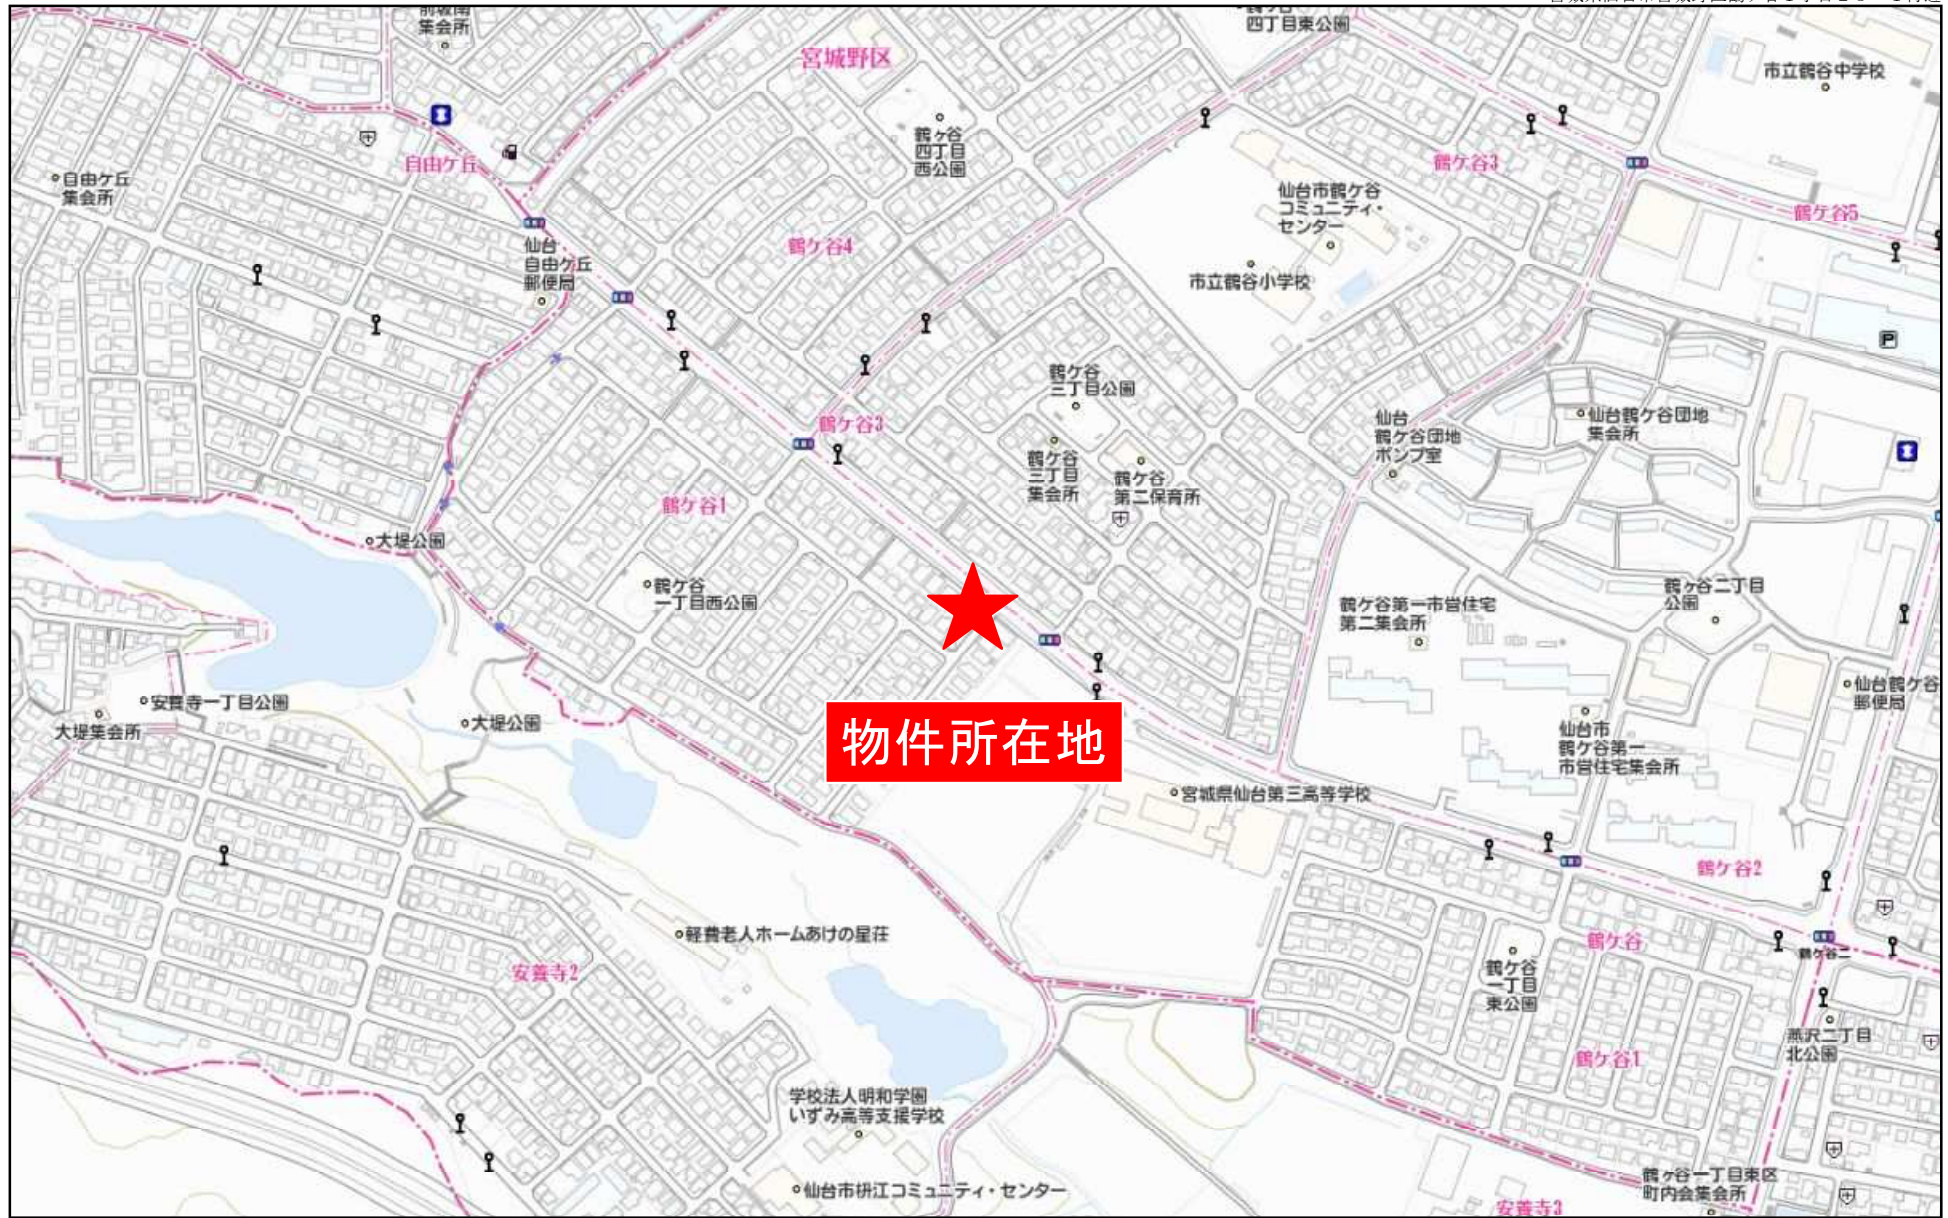 前坂南
集会所
鶴ケ谷
四丁目東公園
宮城野区
市立鶴谷中学校
鶴ヶ谷
四丁目
西公園
自由ケ丘
鶴ケ谷3
自由ケ丘
集会所
仙台市鶴ケ谷
コミュニティ・
センター
鶴ケ谷5
仙台
自由ケ丘
郵便局
鶴ケ谷4
市立鶴谷小学校
P
鶴ケ谷
三丁目公園
鶴ケ谷3
仙台
鶴ケ谷団地
ポンプ室
仙台鶴ケ谷団地
集会所
鶴ケ谷
三丁目
集会所
鶴ケ谷
第二保育所
鶴ケ谷1
大堤公園
鶴ケ谷
一丁目西公園
鶴ケ谷第一市営住宅
第二集会所
鶴ヶ谷二丁目
公園
安養寺一丁目公園
大堤集会所
大堤公園
物件所在地
仙台鶴ケ谷
郵便局
仙台市
鶴ケ谷第一
市営住宅集会所
宮城県仙台第三高等学校
鶴ケ谷2
軽費老人ホームあけの星荘
鶴ケ谷
鶴ケ谷二
安養寺2
鶴ケ谷
一丁目
東公園
燕沢二丁目
北公園
鶴ケ谷1
学校法人明和学園
いずみ高等支援学校
仙台市枡江コミュニティ・センター
鶴ヶ谷一丁目東区
町内会集会所
安養寺3